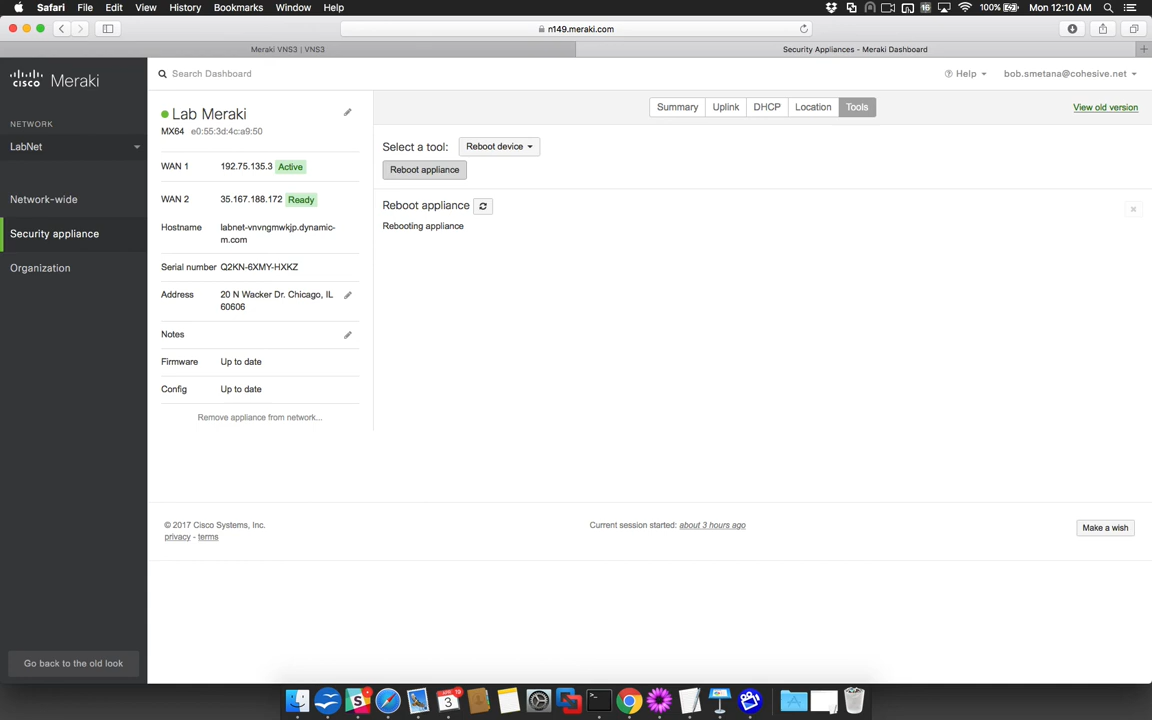 Safari File Edit View History Bookmarks Window Help
16 100% Mon 12:10 AM
n149.meraki.com
Meraki VNS3 | VNS3
Security Appliances - Meraki Dashboard
cisco Meraki
Search Dashboard
Help
bob.smetana@cohesive.net
NETWORK
LabNet
Network-wide
Security appliance
Organization
Go back to the old look
Lab Meraki
MX64 e0:55:3d:4c:a9:50
WAN 1 192.75.135.3 Active
WAN 2 35.167.188.172 Ready
Hostname labnet-vnvngmwkjp.dynamic-
m.com
Serial number Q2KN-6XMY-HXKZ
Address 20 N Wacker Dr. Chicago, IL
60606
Notes
Firmware Up to date
Config Up to date
Remove appliance from network...
Summary Uplink DHCP Location Tools
View old version
Select a tool: Reboot device
Reboot appliance
Reboot appliance
Rebooting appliance
© 2017 Cisco Systems, Inc.
privacy - terms
Current session started: about 3 hours ago
Make a wish
3